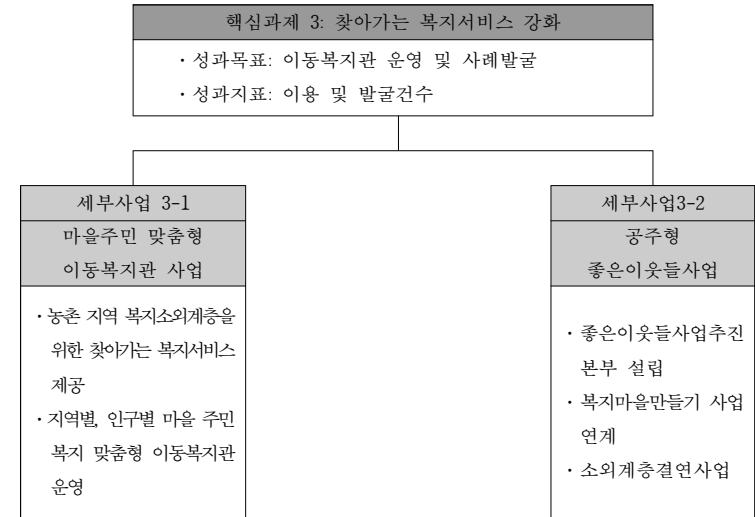 핵심과제 3: 찾아가는 복지서비스 강화
· 성과목표: 이동복지관 운영 및 사례발굴
· 성과지표: 이용 및 발굴건수
세부사업 3-1
마을주민 맞춤형
이동복지관 사업
· 농촌 지역 복지소외계층을
위한 찾아가는 복지서비스
제공
· 지역별, 인구별 마을 주민
복지 맞춤형 이동복지관
운영
세부사업3-2
공주형
좋은이웃들사업
· 좋은이웃들사업추진
본부 설립
· 복지마을만들기 사업
연계
· 소외계층결연사업